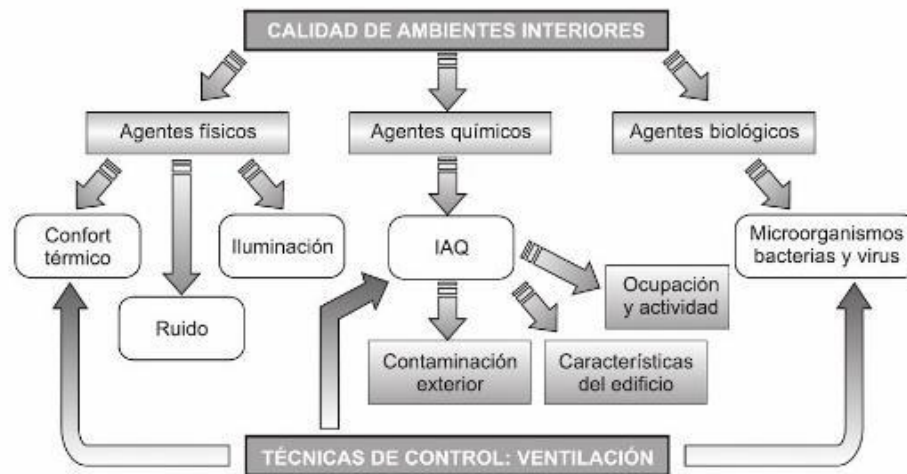 CALIDAD DE AMBIENTES INTERIORES
Agentes físicos
Agentes químicos
Agentes biológicos
Confort
térmico
Ruido
Iluminación
IAQ
Microorganismos
bacterias y virus
Ocupación
y actividad
Contaminación
exterior
Características
del edificio
TÉCNICAS DE CONTROL: VENTILACIÓN